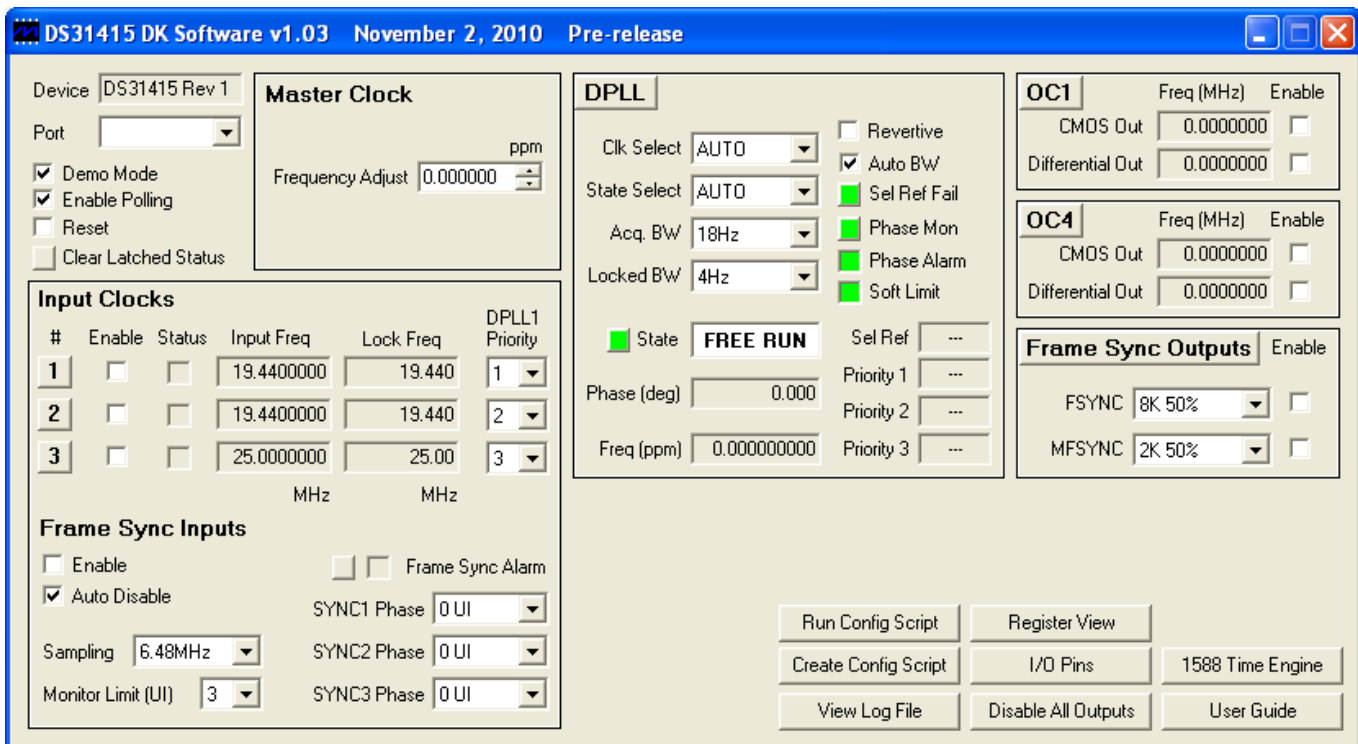 DS31415 DK Software v1.03 November 2, 2010 Pre-release
Device DS31415 Rev 1
Port
Demo Mode
Enable Polling
Reset
Clear Latched Status
Master Clock
ppm
Frequency Adjust 0.000000
Input Clocks
# Enable Status Input Freq Lock Freq DPLL1 Priority
1 19.4400000 19.440 1
2 19.4400000 19.440 2
3 25.0000000 25.00 3
MHz MHz
Frame Sync Inputs
Enable
Frame Sync Alarm
Auto Disable
SYNC1 Phase 0 UI
Sampling 6.48MHz
SYNC2 Phase 0 UI
Monitor Limit (UI) 3
SYNC3 Phase 0 UI
DPLL
Clk Select AUTO
State Select AUTO
Acq. BW 18Hz
Locked BW 4Hz
Revertive
Auto BW
Sel Ref Fail
Phase Mon
Phase Alarm
Soft Limit
State FREE RUN
Phase (deg) 0.000
Freq (ppm) 0.000000000
Sel Ref ---
Priority 1 ---
Priority 2 ---
Priority 3 ---
OC1 Freq (MHz) Enable
CMOS Out 0.0000000
Differential Out 0.0000000
OC4 Freq (MHz) Enable
CMOS Out 0.0000000
Differential Out 0.0000000
Frame Sync Outputs Enable
FSYNC 8K 50%
MFSYNC 2K 50%
Run Config Script Register View
Create Config Script I/O Pins 1588 Time Engine
View Log File Disable All Outputs User Guide